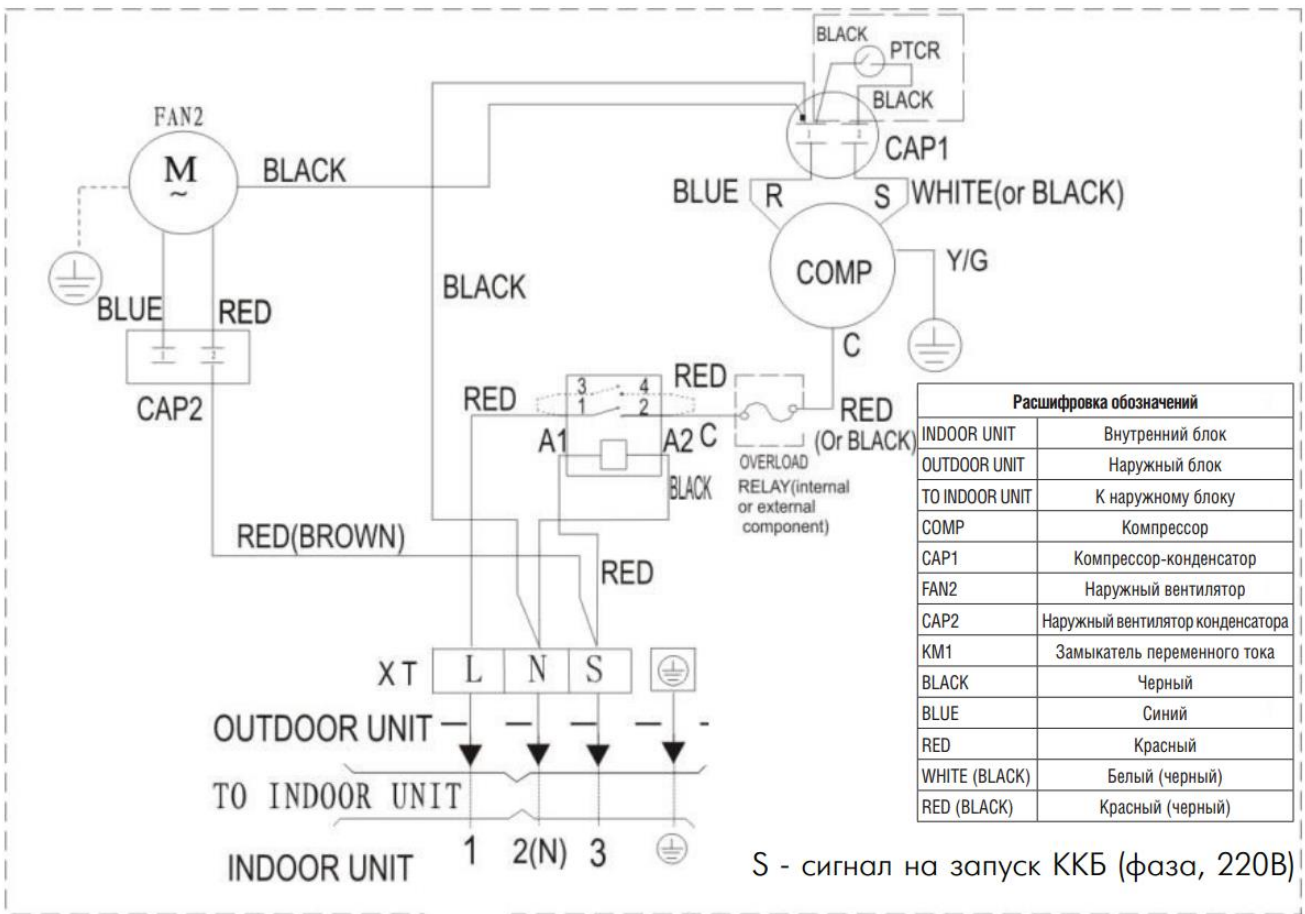 BLACK
PTCR
BLACK
CAP1
1 2
FAN2
M
~
BLACK
BLUE R S WHITE(or BLACK)
COMP
Y/G
C
BLACK
BLUE RED
1 2
CAP2
RED 3 4 RED
1 2
A1 A2 C
BLACK
RED
(Or BLACK)
OVERLOAD
RELAY(internal
or external
component)
RED(BROWN)
RED
XT L N S
OUTDOOR UNIT
TO INDOOR UNIT
INDOOR UNIT 1 2(N) 3
Расшифровка обозначений
INDOOR UNIT Внутренний блок
OUTDOOR UNIT Наружный блок
TO INDOOR UNIT К наружному блоку
COMP Компрессор
CAP1 Компрессор-конденсатор
FAN2 Наружный вентилятор
CAP2 Наружный вентилятор конденсатора
KM1 Замыкатель переменного тока
BLACK Черный
BLUE Синий
RED Красный
WHITE (BLACK) Белый (черный)
RED (BLACK) Красный (черный)
S - сигнал на запуск ККБ (фаза, 220В)